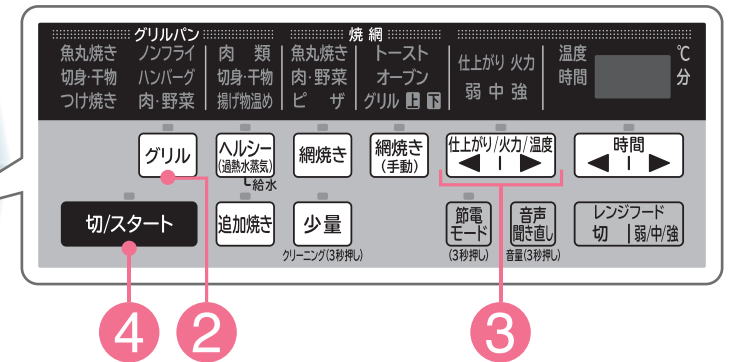 グリルパン 焼 網
魚丸焼き ノンフライ 肉 類 魚丸焼き トースト 仕上がり 火力 温度 ℃
切身・干物 ハンバーグ 切身・干物 肉・野菜 オーブン 弱 中 強 時間 分
つけ焼き 肉・野菜 揚げ物温め ピ ザ グリル 上 下
グリル ヘルシー (過熱水蒸気) 網焼き 網焼き (手動) 仕上がり/火力/温度 ◀ | ▶ 時間 ◀ | ▶
給水
切/スタート 追加焼き 少量 節電モード 音声聞き直し レンジフード 切 | 弱/中/強
クリーニング(3秒押し) (3秒押し) 音量(3秒押し)
4 2 3